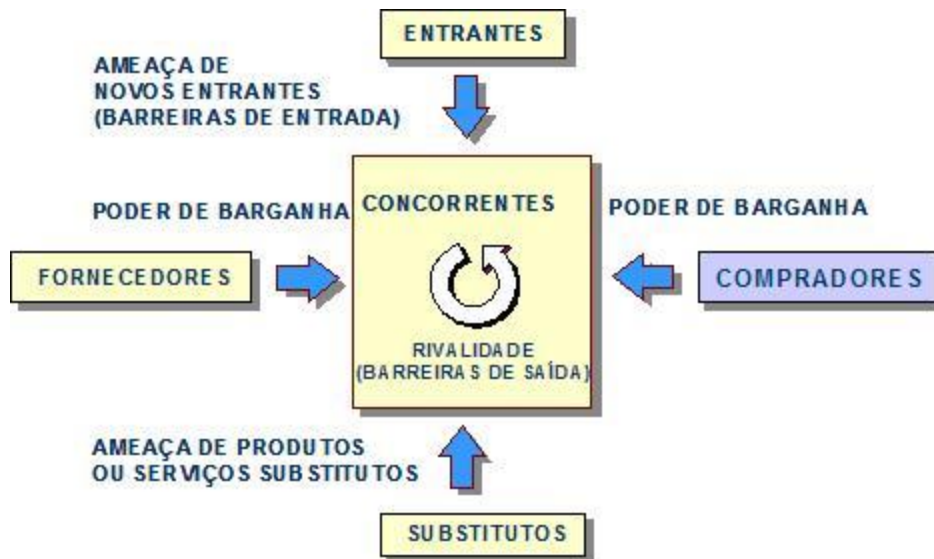 ENTRANTES
AMEAÇA DE
NOVOS ENTRANTES
(BARREIRAS DE ENTRADA)
PODER DE BARGANHA
CONCORRENTES
PODER DE BARGANHA
FORNECEDORES
COMPRADORES
RIVALIDADE
(BARREIRAS DE SAÍDA)
AMEAÇA DE PRODUTOS
OU SERVIÇOS SUBSTITUTOS
SUBSTITUTOS